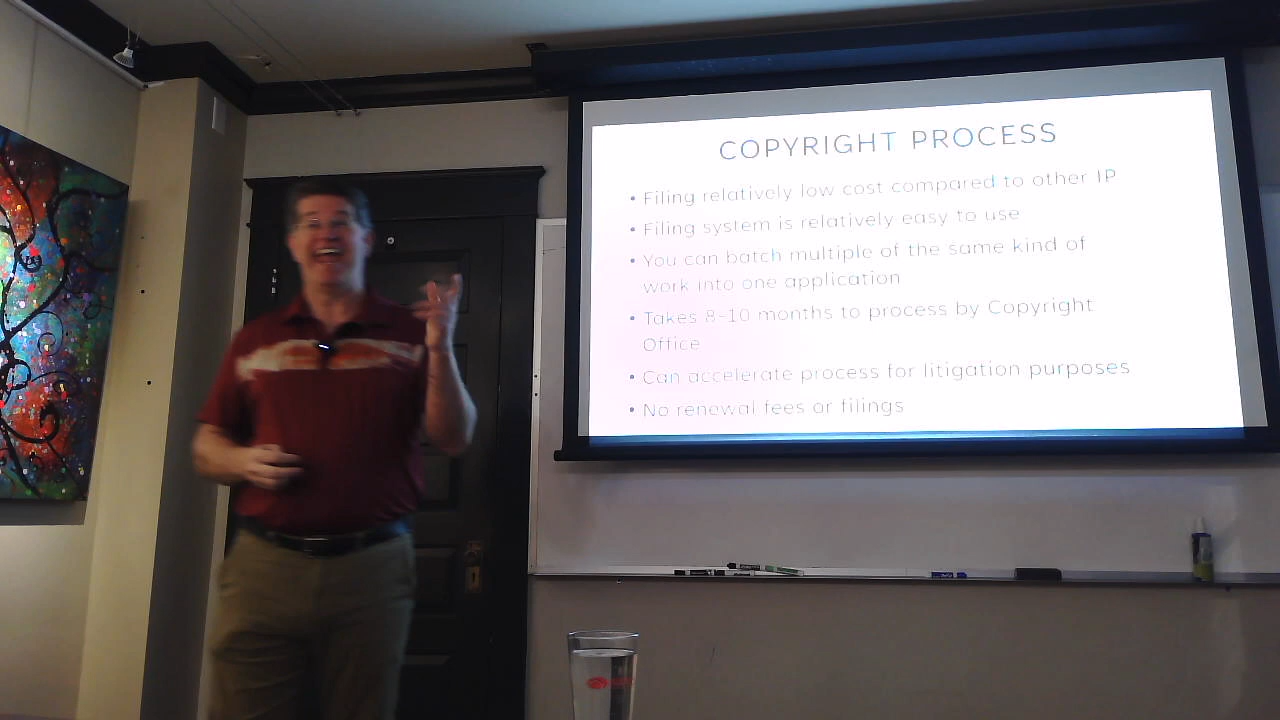 COPYRIGHT PROCESS
• Filing relatively low cost compared to other IP
• Filing system is relatively easy to use
• You can batch multiple of the same kind of
work into one application
• Takes 8-10 months to process by Copyright
Office
• Can accelerate process for litigation purposes
• No renewal fees or filings